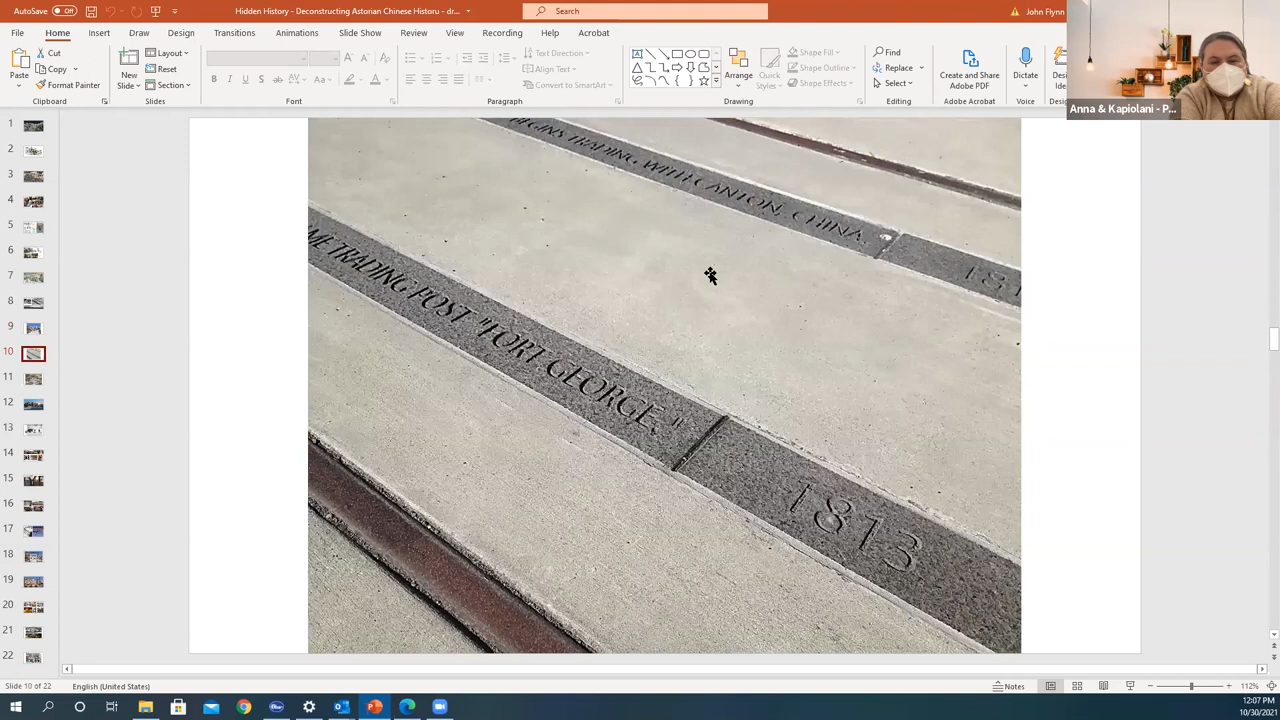 AutoSave Off
Hidden History - Deconstructing Astorian Chinese Historu - dr...
Search
John Flynn
File Home Insert Draw Design Transitions Animations Slide Show Review View Recording Help Acrobat
Paste
Cut
Copy
Format Painter
Clipboard
New Slide
Layout
Reset
Section
Slides
Font
Text Direction
Align Text
Convert to SmartArt
Paragraph
Arrange
Quick Styles
Shape Fill
Shape Outline
Shape Effects
Drawing
Find
Replace
Select
Editing
Create and Share Adobe PDF
Adobe Acrobat
Dictate
Voice
Anna & Kapiolani - P...
1
2
3
4
5
6
7
8
9
10
11
12
13
14
15
16
17
18
19
20
21
22
TRADING WITH CANTON, CHINA.
181
TRADING POST "FORT GEORGE."
1813
Slide 10 of 22
English (United States)
Notes
112%
12:07 PM
10/30/2021